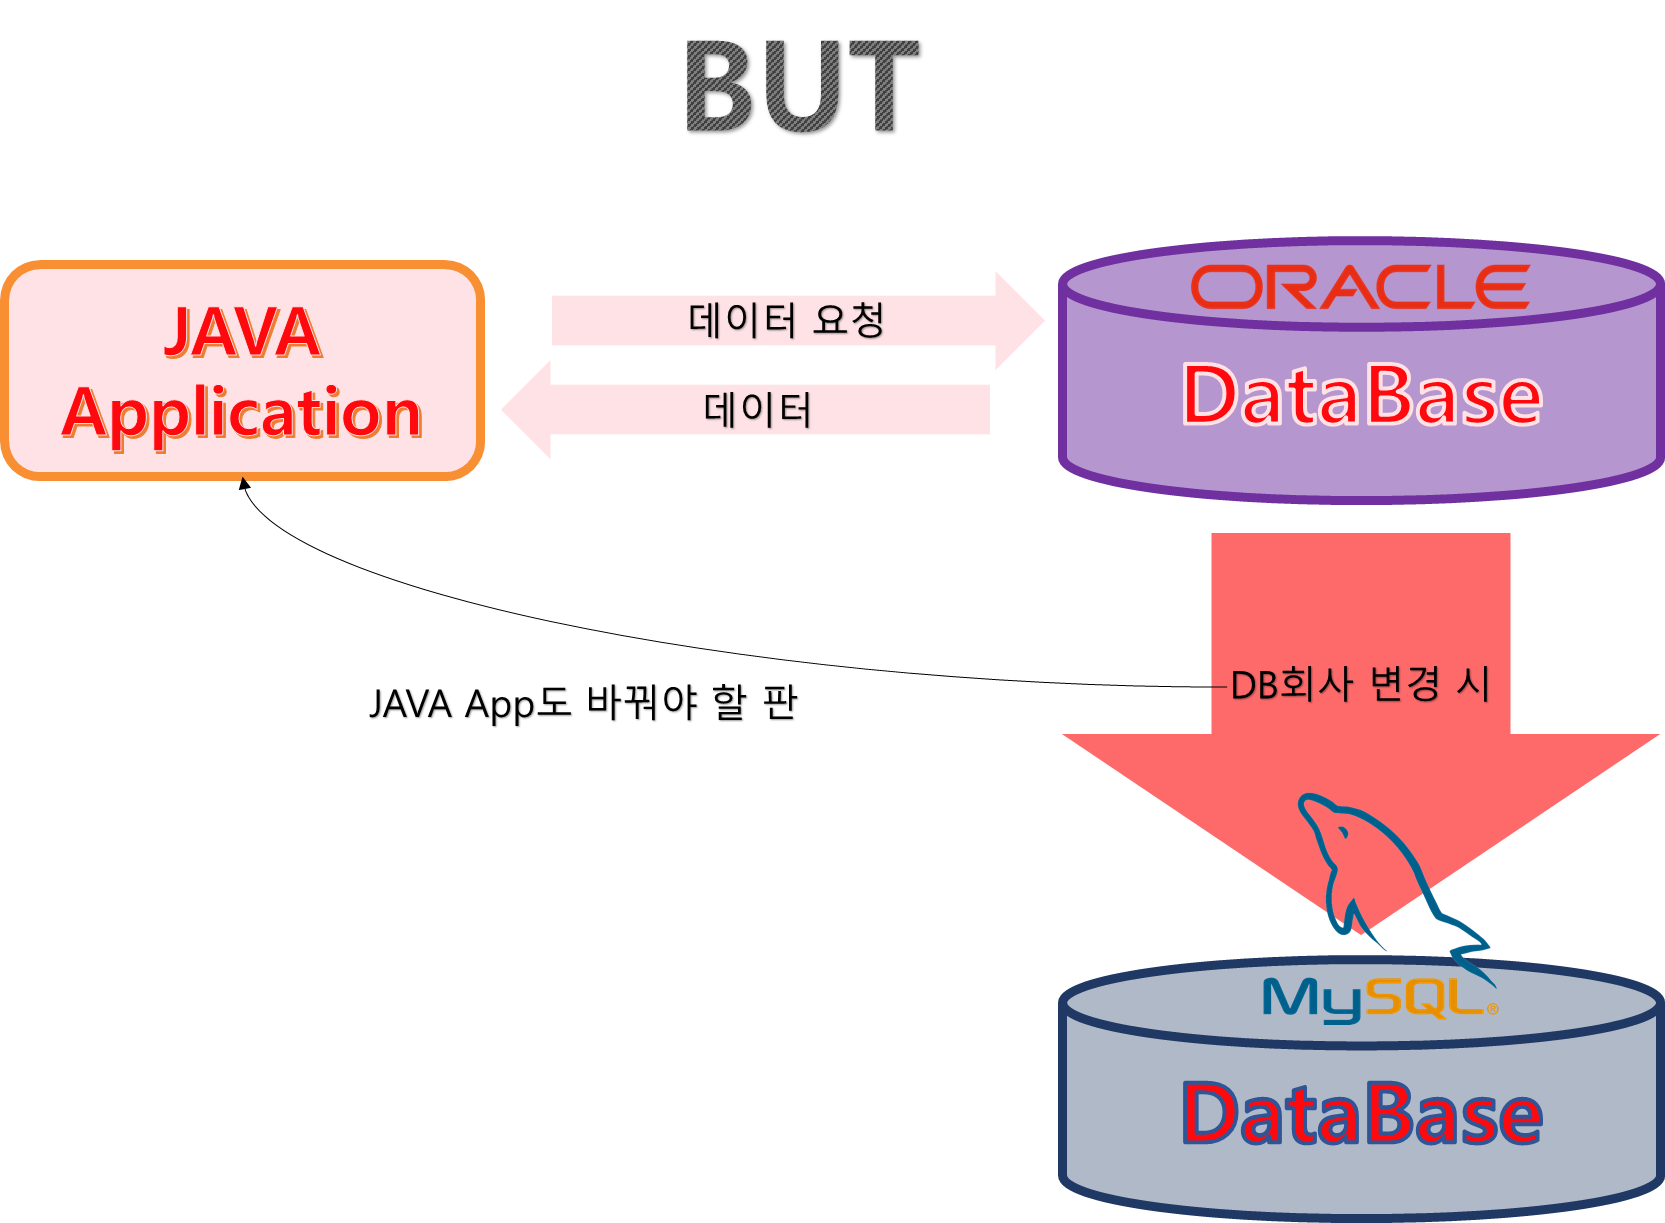 BUT
JAVA
Application
데이터 요청
데이터
ORACLE
DataBase
DB회사 변경 시
JAVA App도 바꿔야 할 판
MySQL®
DataBase